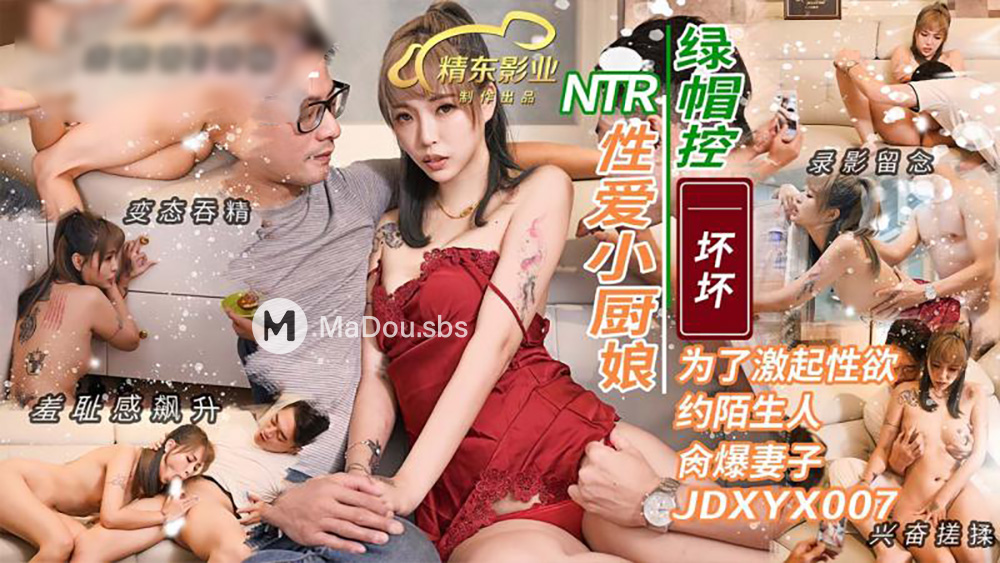 精东影业
制作出品
NTR
性爱小厨娘
绿帽控
坏坏
录影留念
变态吞精
MaDou.sbs
羞耻感飙升
为了激起性欲
约陌生人
肏爆妻子
JDXYX007
兴奋搓揉